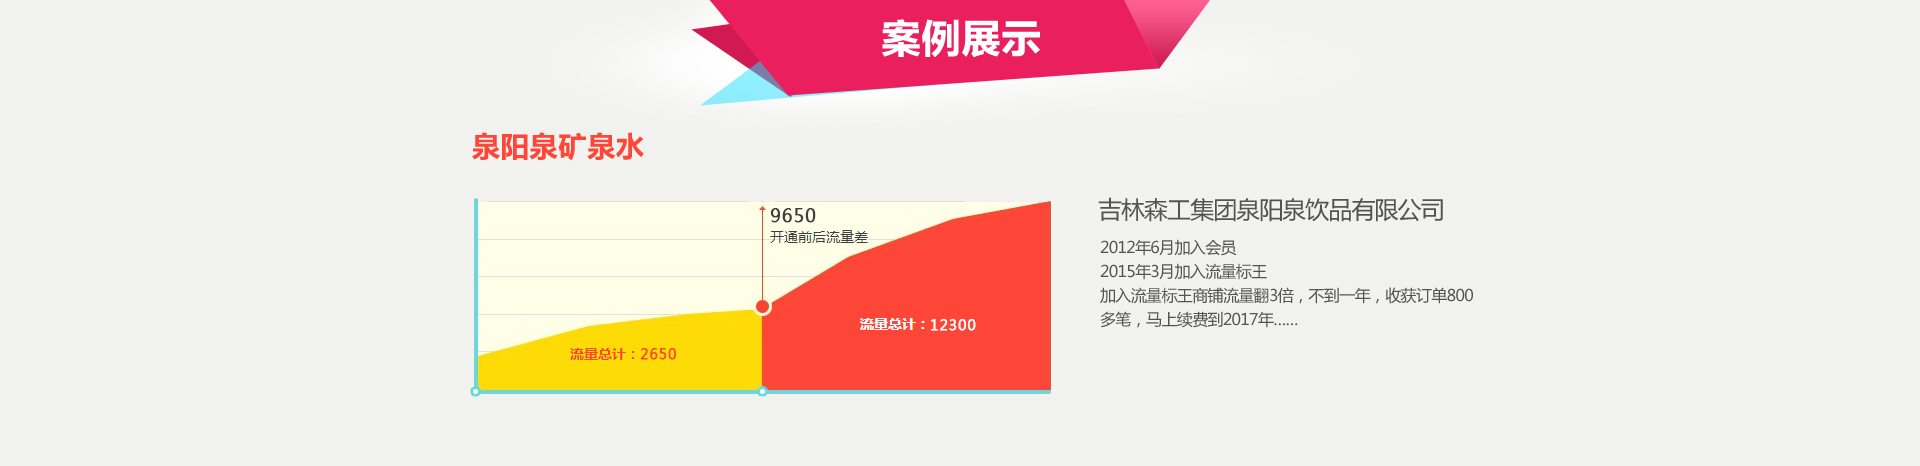 案例展示
泉阳泉矿泉水
9650
开通前后流量差
流量总计：12300
流量总计：2650
吉林森工集团泉阳泉饮品有限公司
2012年6月加入会员
2015年3月加入流量标王
加入流量标王商铺流量翻3倍，不到一年，收获订单800
多笔，马上续费到2017年......